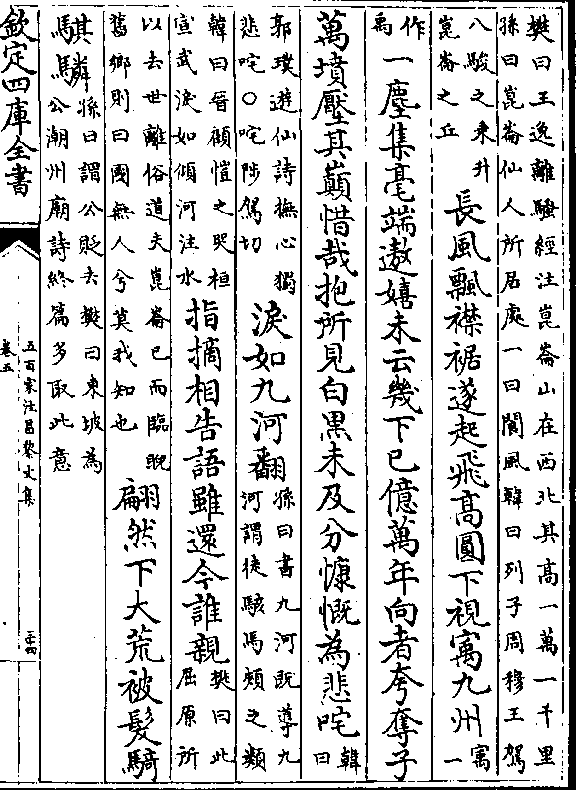 樊曰王逸離騷經注崑崙山在西北其高一萬一千里
孫曰崑崙仙人所居處一曰閬風韓曰列子周穆王駕
八駿之乘升
崑崙之丘
長風飄襟裾遂起飛髙圓下視寓九州
寓
一
作
禹
一塵集毫端遨嬉未云幾下已億萬年向者夸奪子
萬墳壓其巔惜哉抱所見白黒未及分慷慨為悲咤
韓
曰
郭璞遊仙詩撫心獨
悲咤○咤陟駕切
淚如九河翻
孫曰書九河既導九
河謂徒駭馬頰之類
韓曰晉顧愷之哭桓
宣武淚如傾河注水
指摘相告語雖還今誰親
樊曰此
屈原所
以去世離俗道夫崑崙已而臨睨
舊鄉則曰國無人兮莫我知也
翩然下大荒被髮騎
騏驎
孫曰謂公貶去樊曰東坡為
公潮州廟詩終篇多取此意
欽定四庫全書
五百家注昌黎文集
卷五
二十四